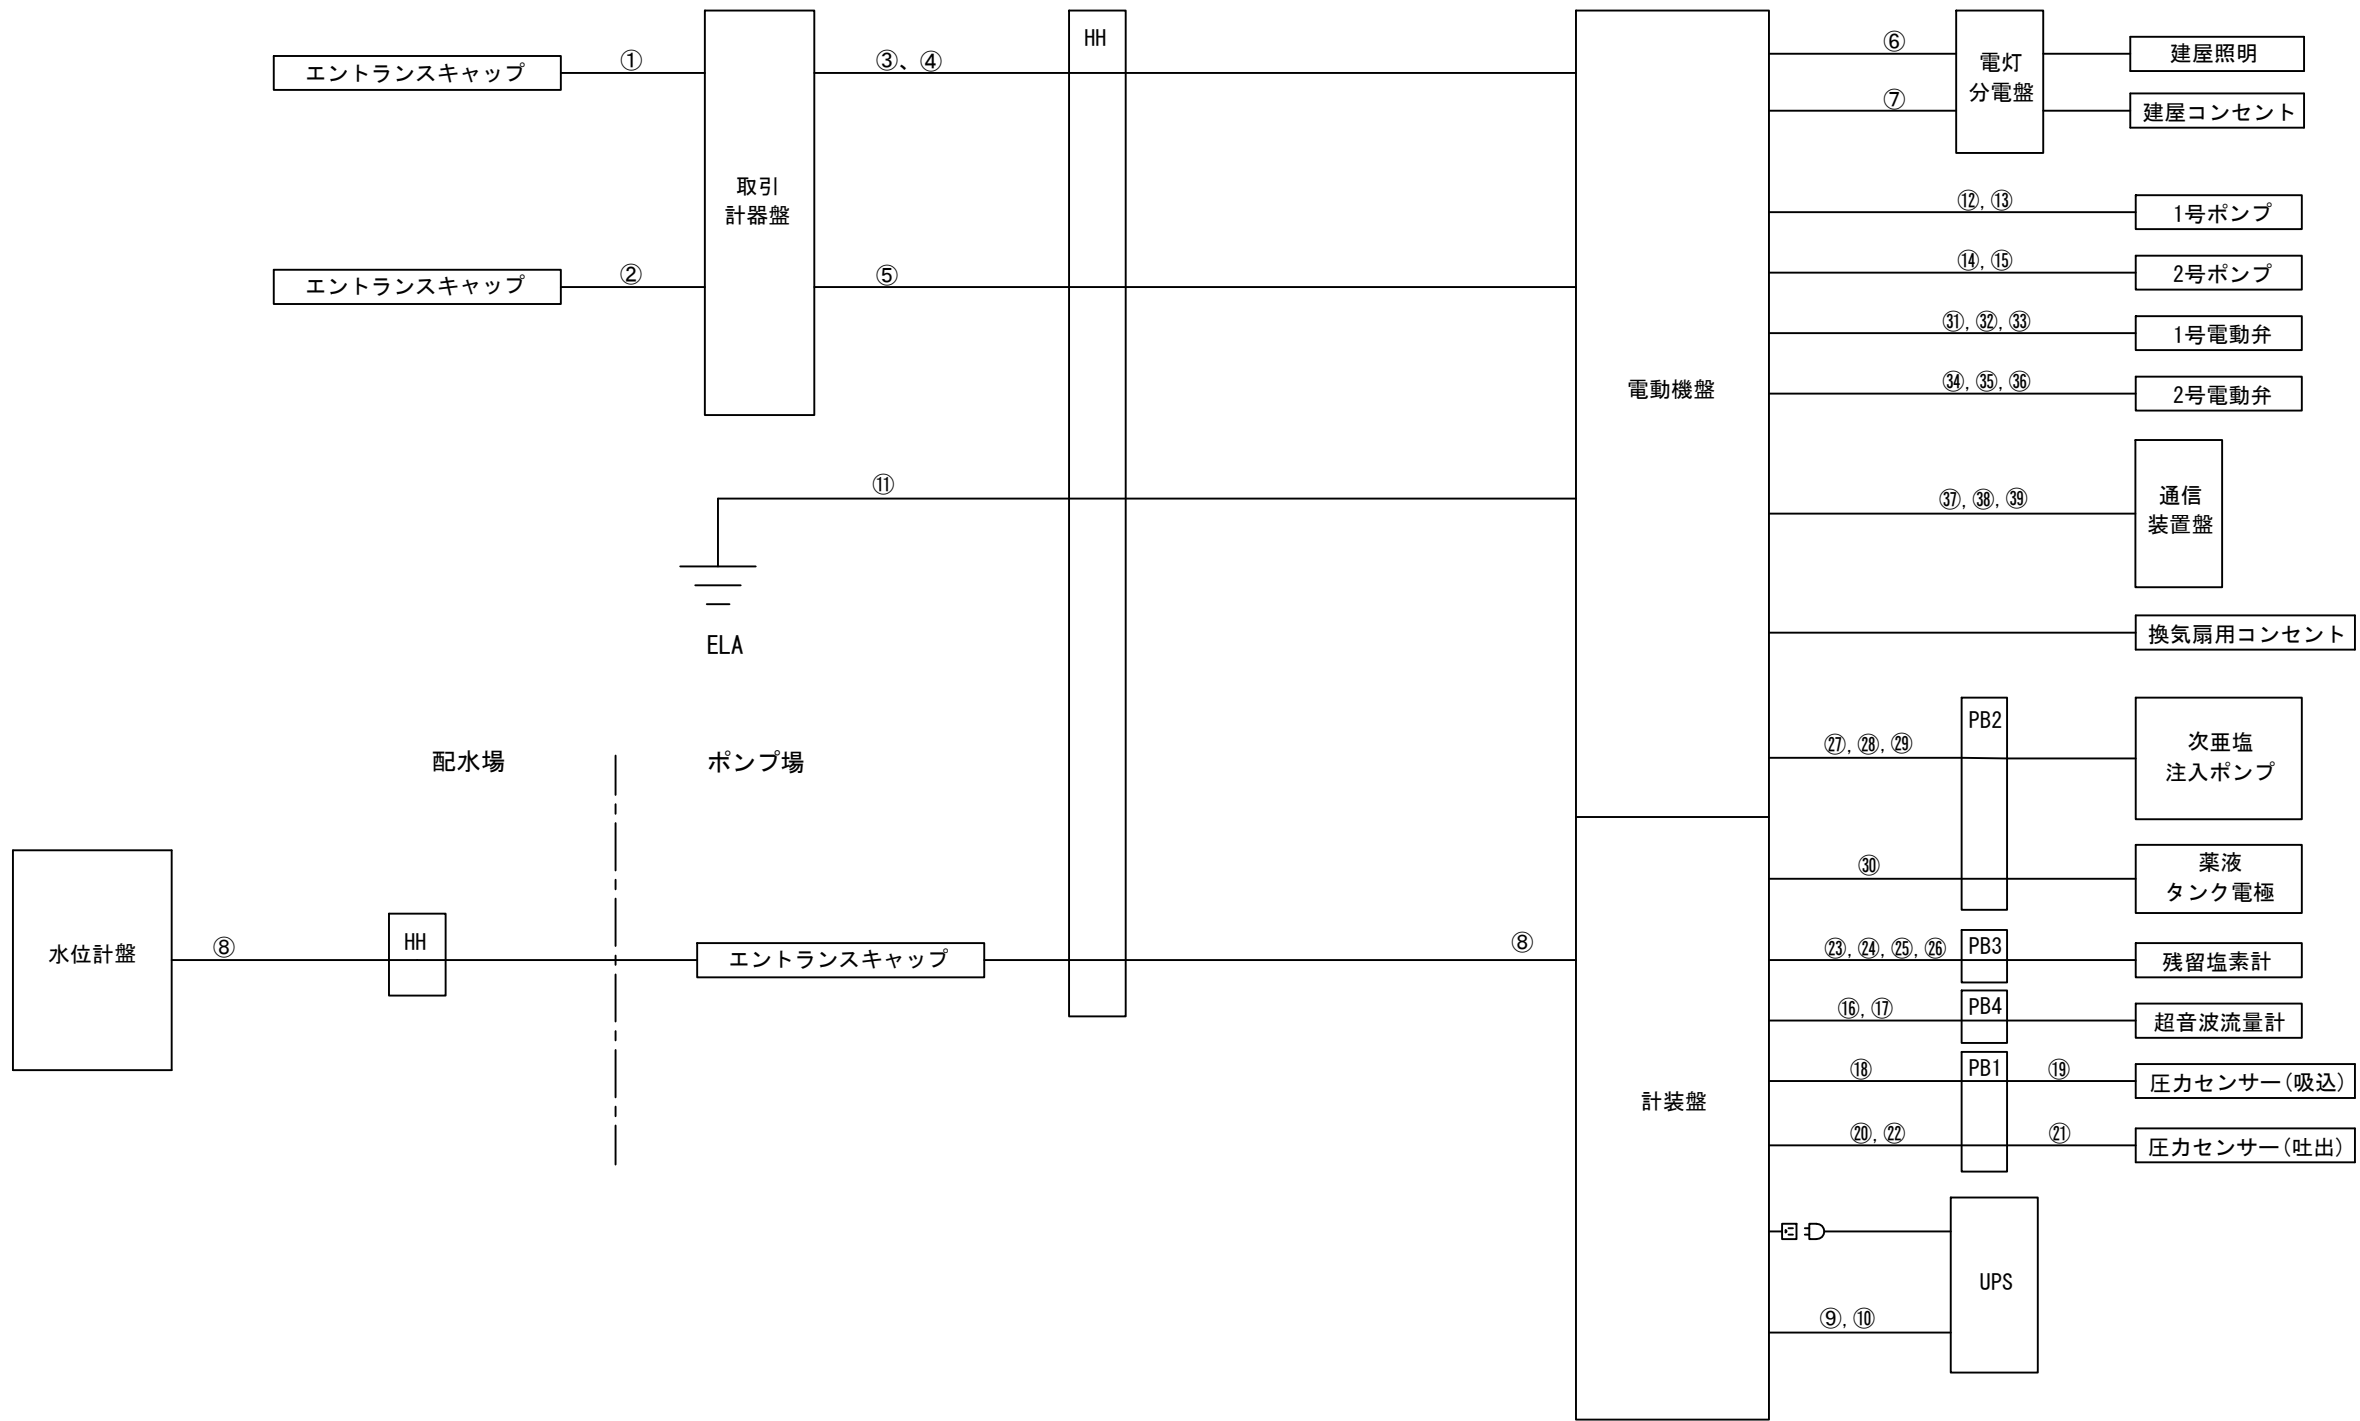 エントランスキャップ
①
取引
計器盤
③、④
HH
⑥
電灯
分電盤
建屋照明
⑦
建屋コンセント
エントランスキャップ
②
⑤
電動機盤
⑫,⑬
1号ポンプ
⑭,⑮
2号ポンプ
㉛,㉜,㉝
1号電動弁
㉞,㉟,㊱
2号電動弁
⑪
ELA
㊲,㊳,㊴
通信
装置盤
換気扇用コンセント
配水場
ポンプ場
㉗,㉘,㉙
PB2
次亜塩
注入ポンプ
㉚
薬液
タンク電極
水位計盤
⑧
HH
エントランスキャップ
⑧
計装盤
㉓,㉔,㉕,㉖
PB3
残留塩素計
⑯,⑰
PB4
超音波流量計
⑱
PB1
⑲
圧力センサー(吸込)
⑳,㉒
㉑
圧力センサー(吐出)
UPS
⑨,⑩